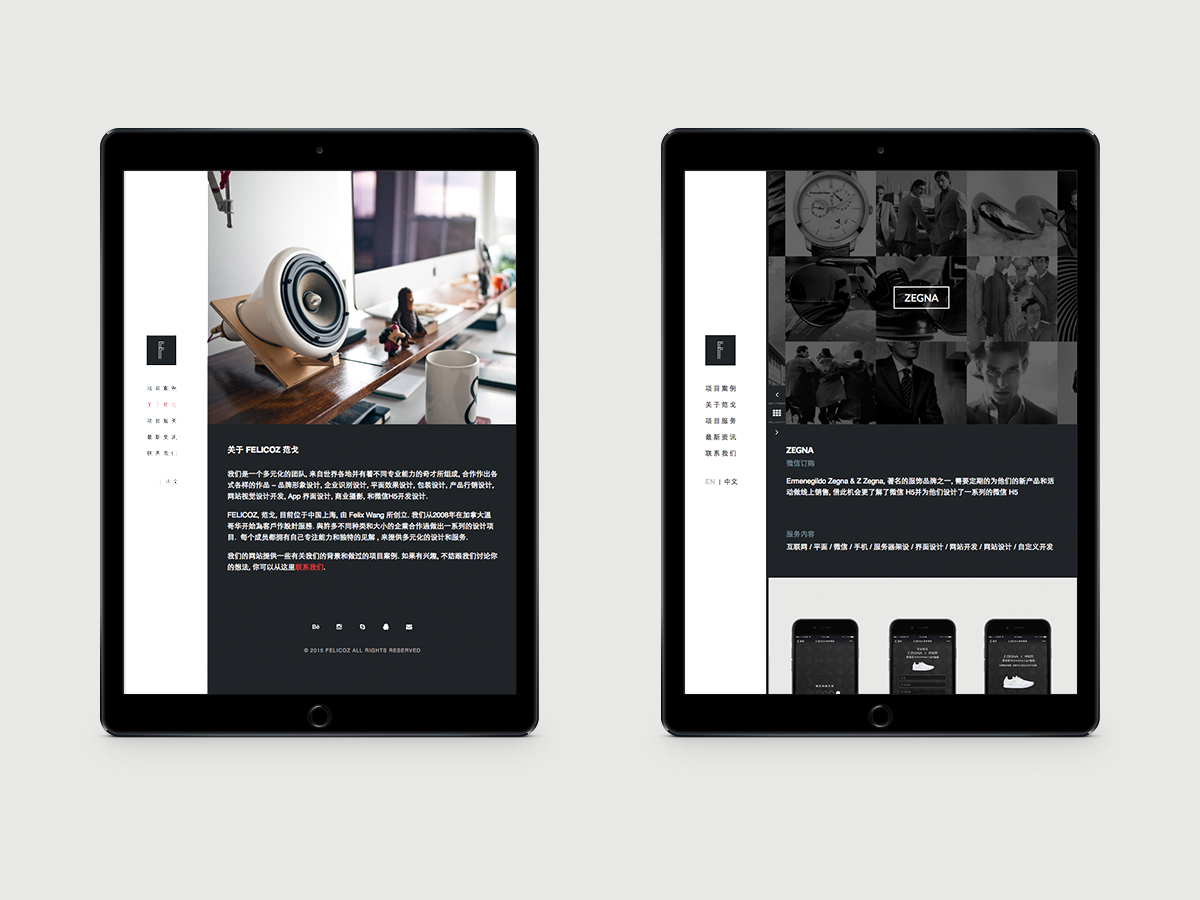 项目案例
关于范戈
项目服务
最新资讯
联系我们
中文
关于 FELICOZ 范戈
我们是一个多元化的团队, 来自世界各地并有着不同专业能力的奇才所组成, 合作作出各
式各样的作品 – 品牌形象设计, 企业识别设计, 平面效果设计, 包装设计, 产品行销设计,
网站视觉设计开发, App 界面设计, 商业摄影, 和微信H5开发设计.
FELICOZ, 范戈, 目前位于中国上海, 由 Felix Wang 所创立. 我们从2008年在加拿大温
哥华开始為客戶作設計服務. 與許多不同种类和大小的企業合作過做出一系列的设计项
目. 每个成员都拥有自己专注能力和独特的见解 , 来提供多元化的设计和服务.
我们的网站提供一些有关我们的背景和做过的项目案例. 如果有兴趣, 不妨跟我们讨论你
的想法, 你可以从这里联系我们.
Bē
© 2015 FELICOZ ALL RIGHTS RESERVED
项目案例
关于范戈
项目服务
最新资讯
联系我们
EN | 中文
ZEGNA
ZEGNA
微信订购
Ermenegildo Zegna & Z Zegna, 著名的服饰品牌之一, 需要定期的为他们的新产品和活
动做线上销售, 借此机会更了解了微信 H5并为他们设计了一系列的微信 H5
服务内容
互联网 / 平面 / 微信 / 手机 / 服务器架设 / 界面设计 / 网站开发 / 网站设计 / 自定义开发